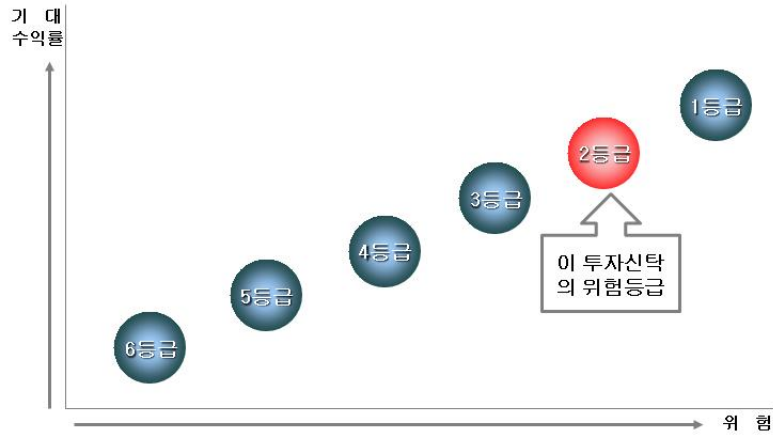 기 대
수익률
1등급
2등급
3등급
4등급
이 투자신탁
의 위험등급
5등급
6등급
위 험